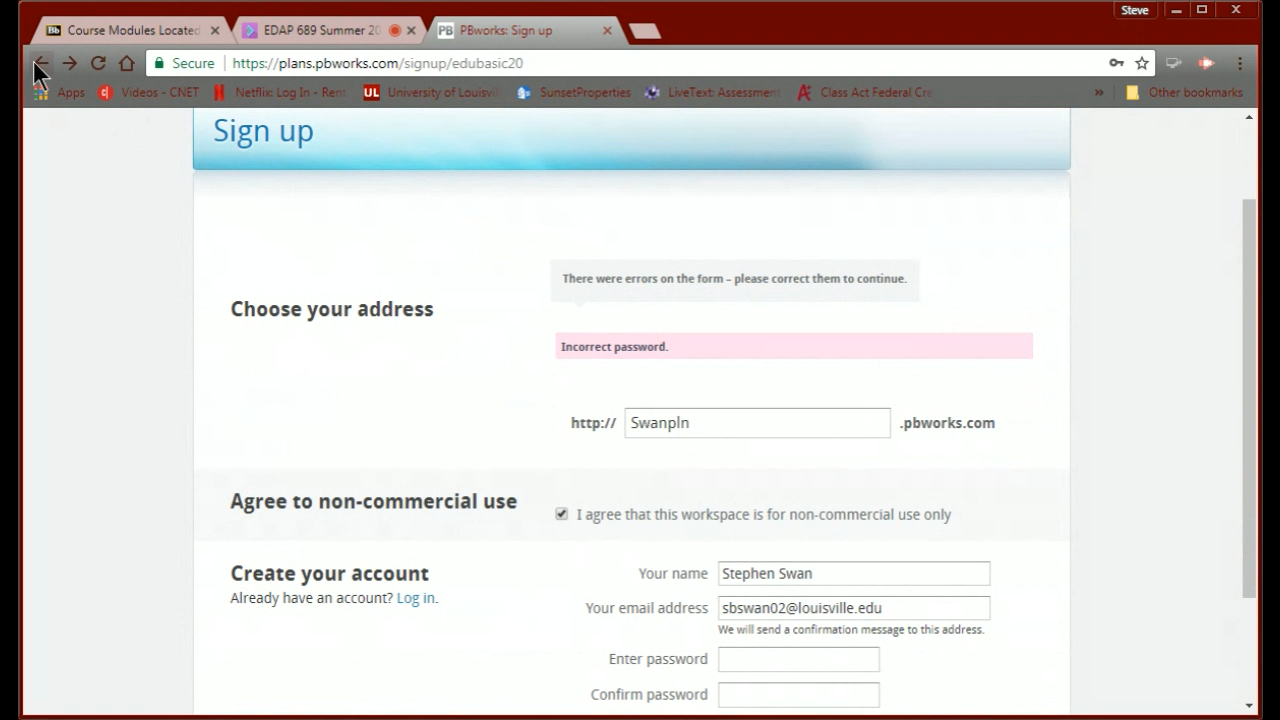 Steve
Bb Course Modules Located
EDAP 689 Summer 20
PB PBworks: Sign up
Secure https://plans.pbworks.com/signup/edubasic20
Apps
Videos - CNET
Netflix: Log In - Rent
UL University of Louisvil
SunsetProperties
LiveText: Assessment
Class Act Federal Cre
»
Other bookmarks
Sign up
There were errors on the form – please correct them to continue.
Choose your address
Incorrect password.
http:// Swanpln .pbworks.com
Agree to non-commercial use
I agree that this workspace is for non-commercial use only
Create your account
Already have an account? Log in.
Your name Stephen Swan
Your email address sbswan02@louisville.edu
We will send a confirmation message to this address.
Enter password
Confirm password